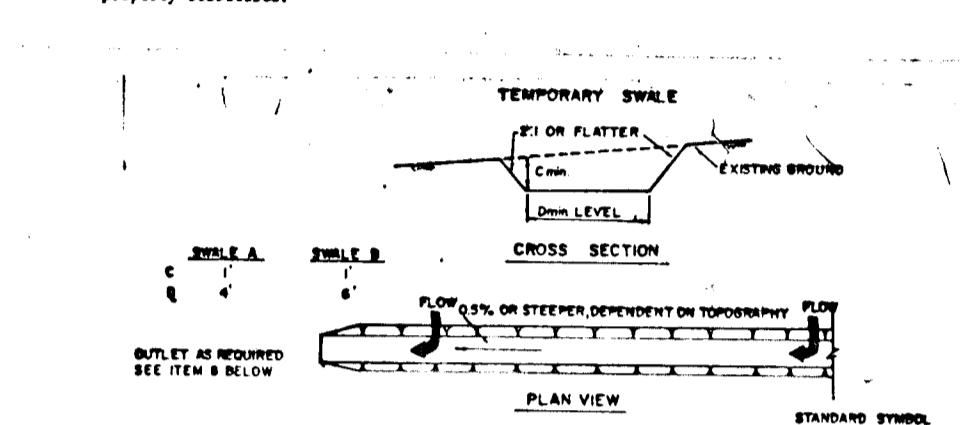 TEMPORARY SWALE
2:1 OR FLATTER
C min.
EXISTING GROUND
Dmin LEVEL
CROSS SECTION
SWALE A SWALE B
C 1' 1'
D 4' 6'
FLOW 0.5% OR STEEPER, DEPENDENT ON TOPOGRAPHY FLOW
OUTLET AS REQUIRED
SEE ITEM 8 BELOW
PLAN VIEW
STANDARD SYMBOL